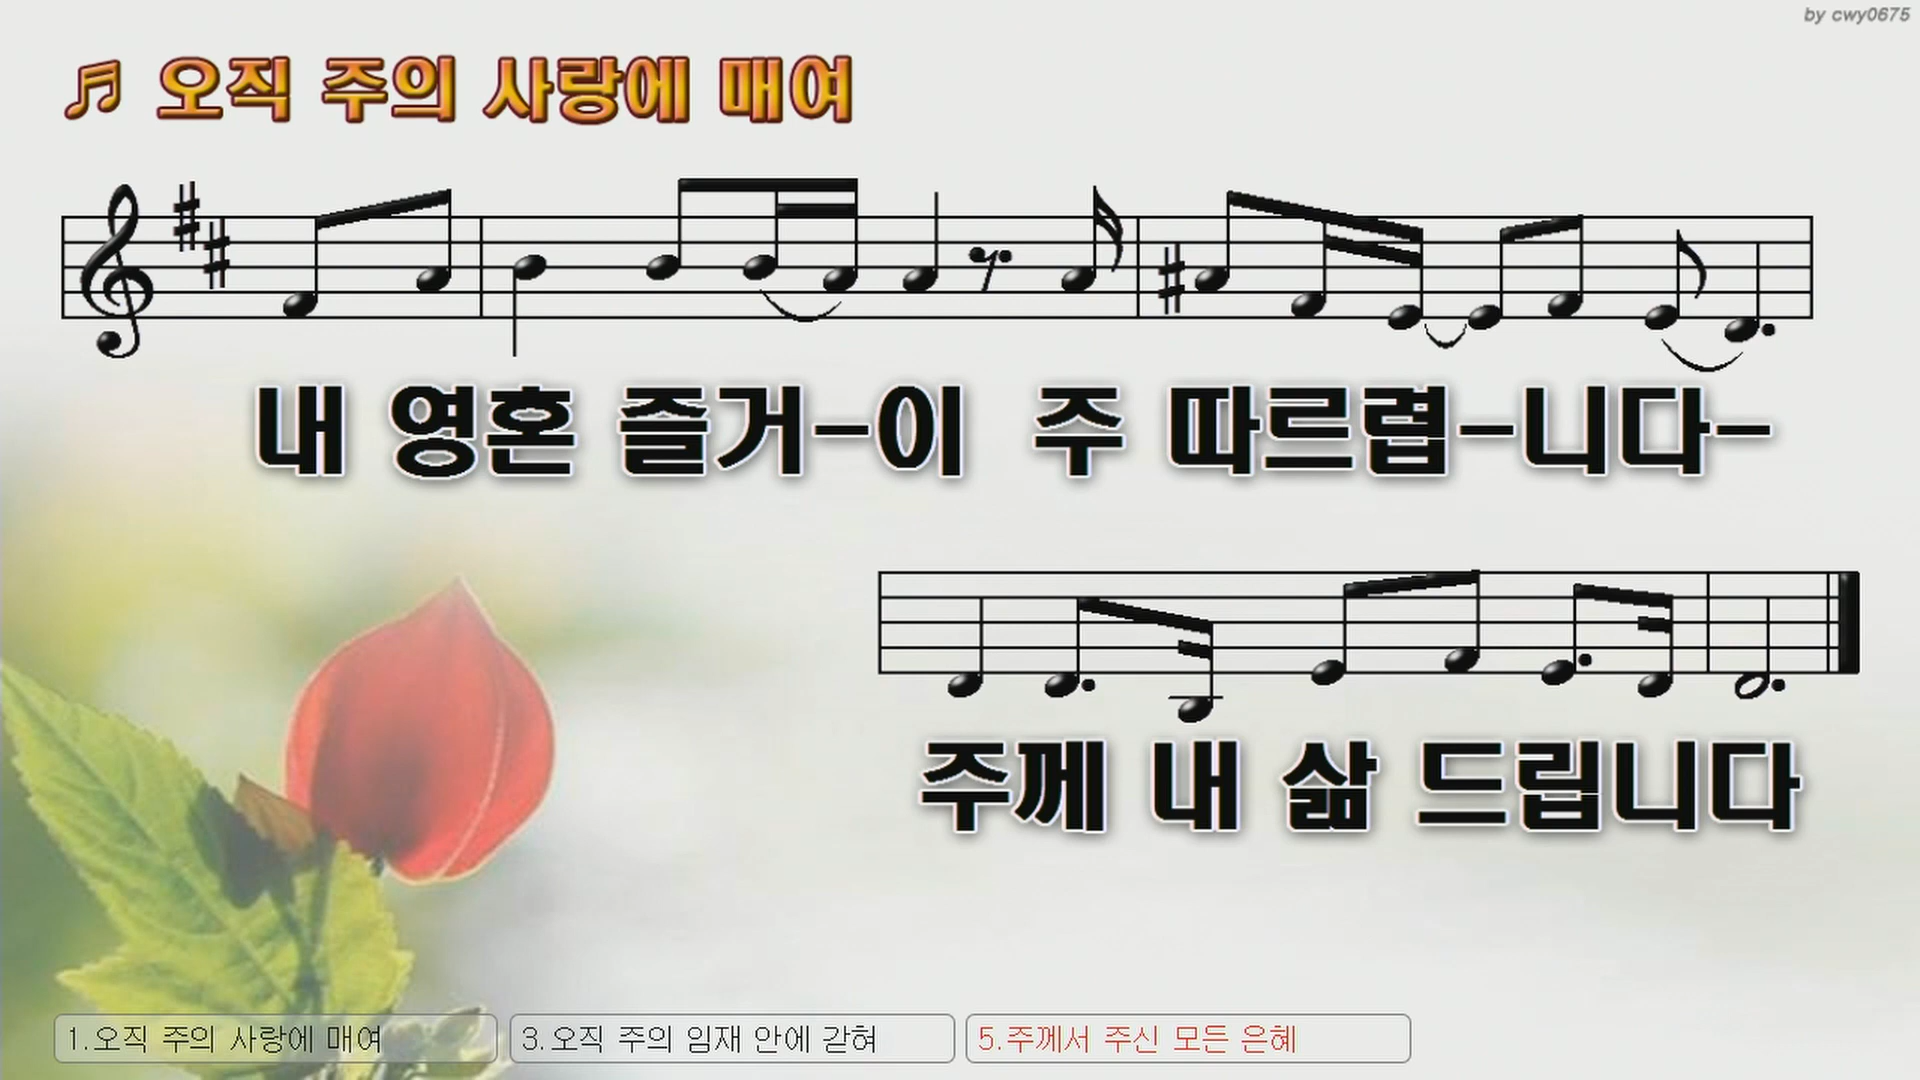 by cwy0675
오직 주의 사랑에 매여
내 영혼 즐거-이 주 따르렵-니다-
주께 내 삶 드립니다
1.오직 주의 사랑에 매여
3.오직 주의 임재 안에 갇혀
5.주께서 주신 모든 은혜